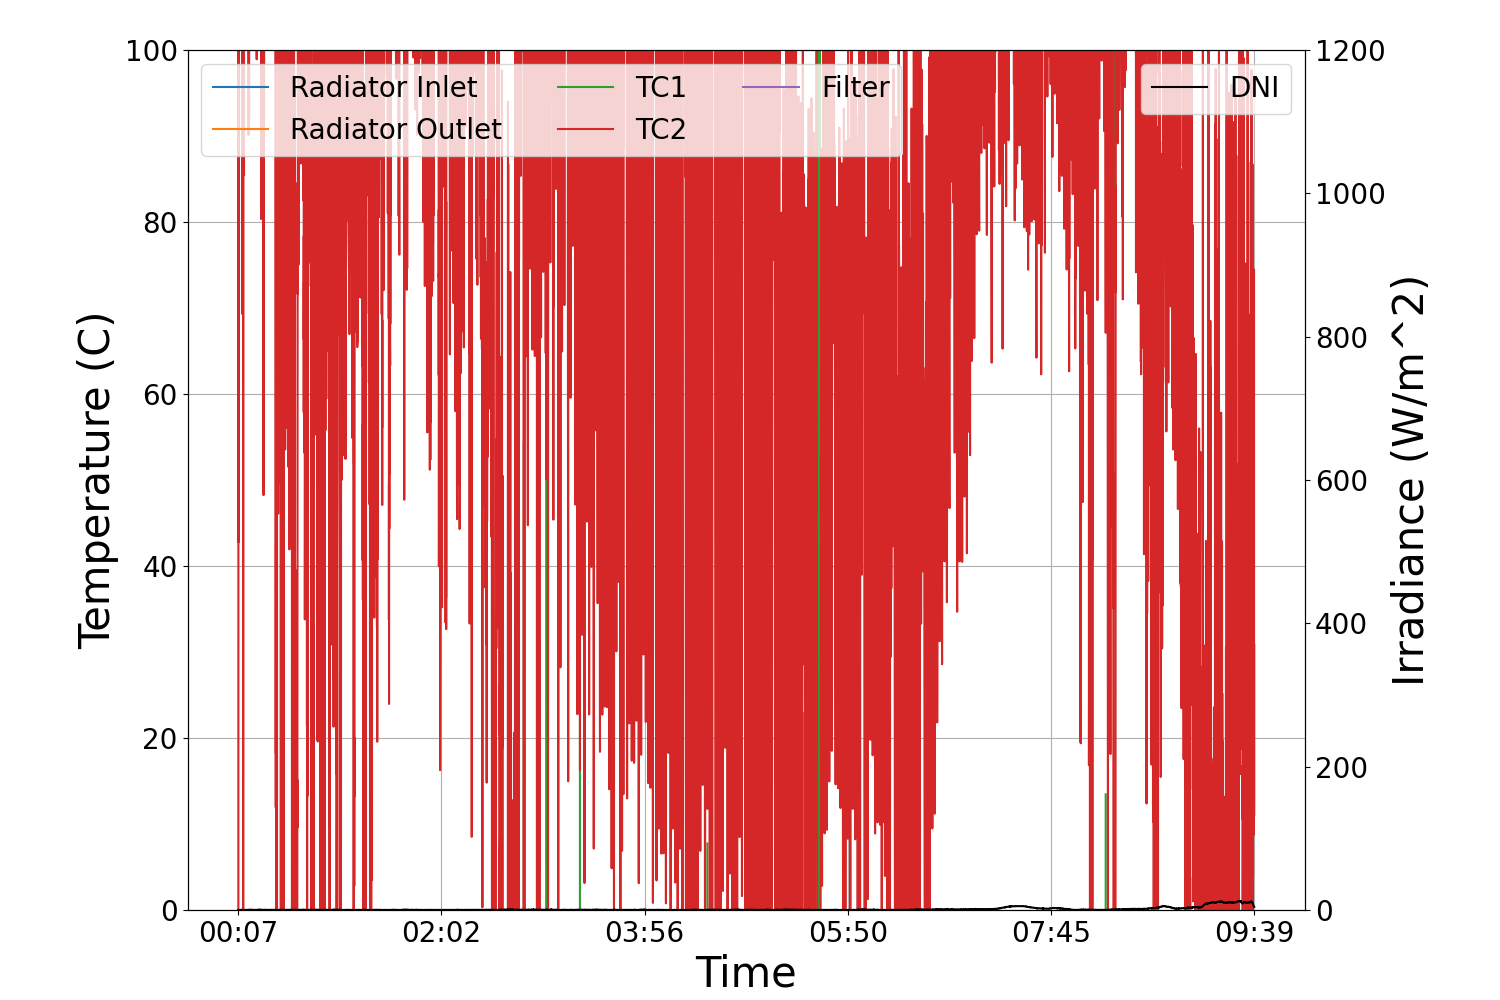 100
80
60
40
20
0
Temperature (C)
Radiator Inlet
Radiator Outlet
TC1
TC2
Filter
DNI
1200
1000
800
600
400
200
0
Irradiance (W/m^2)
00:07
02:02
03:56
05:50
07:45
09:39
Time